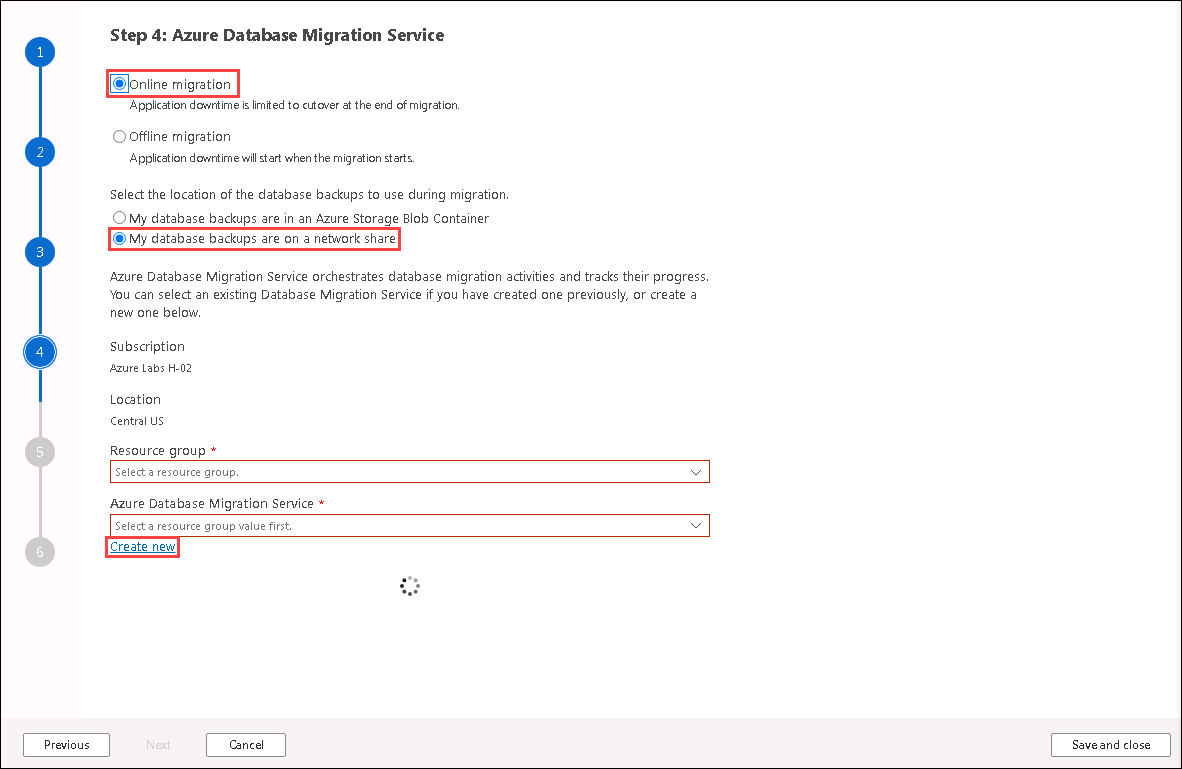 Step 4: Azure Database Migration Service
1
Online migration
Application downtime is limited to cutover at the end of migration.
2
Offline migration
Application downtime will start when the migration starts.
Select the location of the database backups to use during migration.
My database backups are in an Azure Storage Blob Container
My database backups are on a network share
3
Azure Database Migration Service orchestrates database migration activities and tracks their progress.
You can select an existing Database Migration Service if you have created one previously, or create a
new one below.
Subscription
4
Azure Labs H-02
Location
Central US
Resource group *
5
Select a resource group.
Azure Database Migration Service *
Select a resource group value first.
Create new
6
Previous
Next
Cancel
Save and close